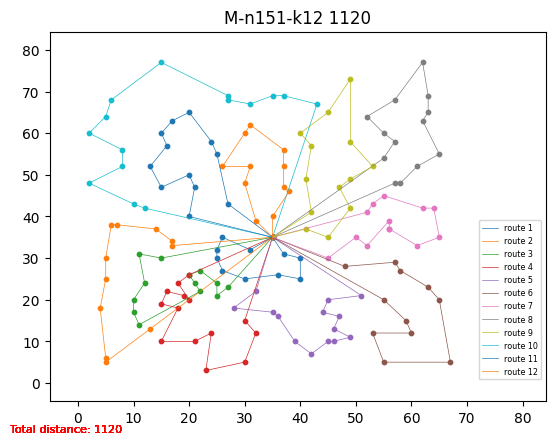 M-n151-k12 1120
80
70
60
50
40
30
20
10
0
route 1
route 2
route 3
route 4
route 5
route 6
route 7
route 8
route 9
route 10
route 11
route 12
0 10 20 30 40 50 60 70 80
Total distance: 1120